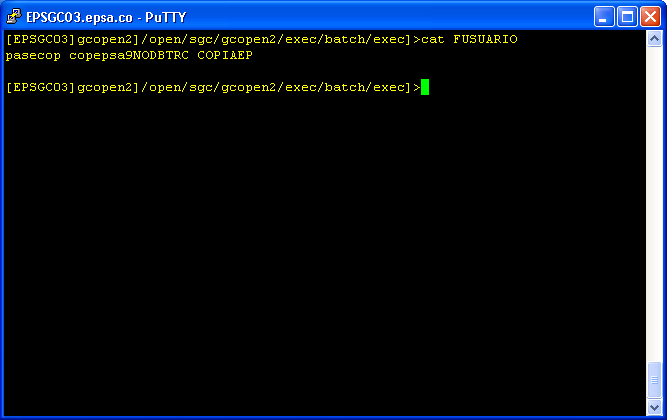 EPSGC03.epsa.co - PuTTY
[EPSGC03]gcopen2]/open/sgc/gcopen2/exec/batch/exec]>cat FUSUARIO
pasecop copepsa9NODBTRC COPIAEP
[EPSGC03]gcopen2]/open/sgc/gcopen2/exec/batch/exec]>